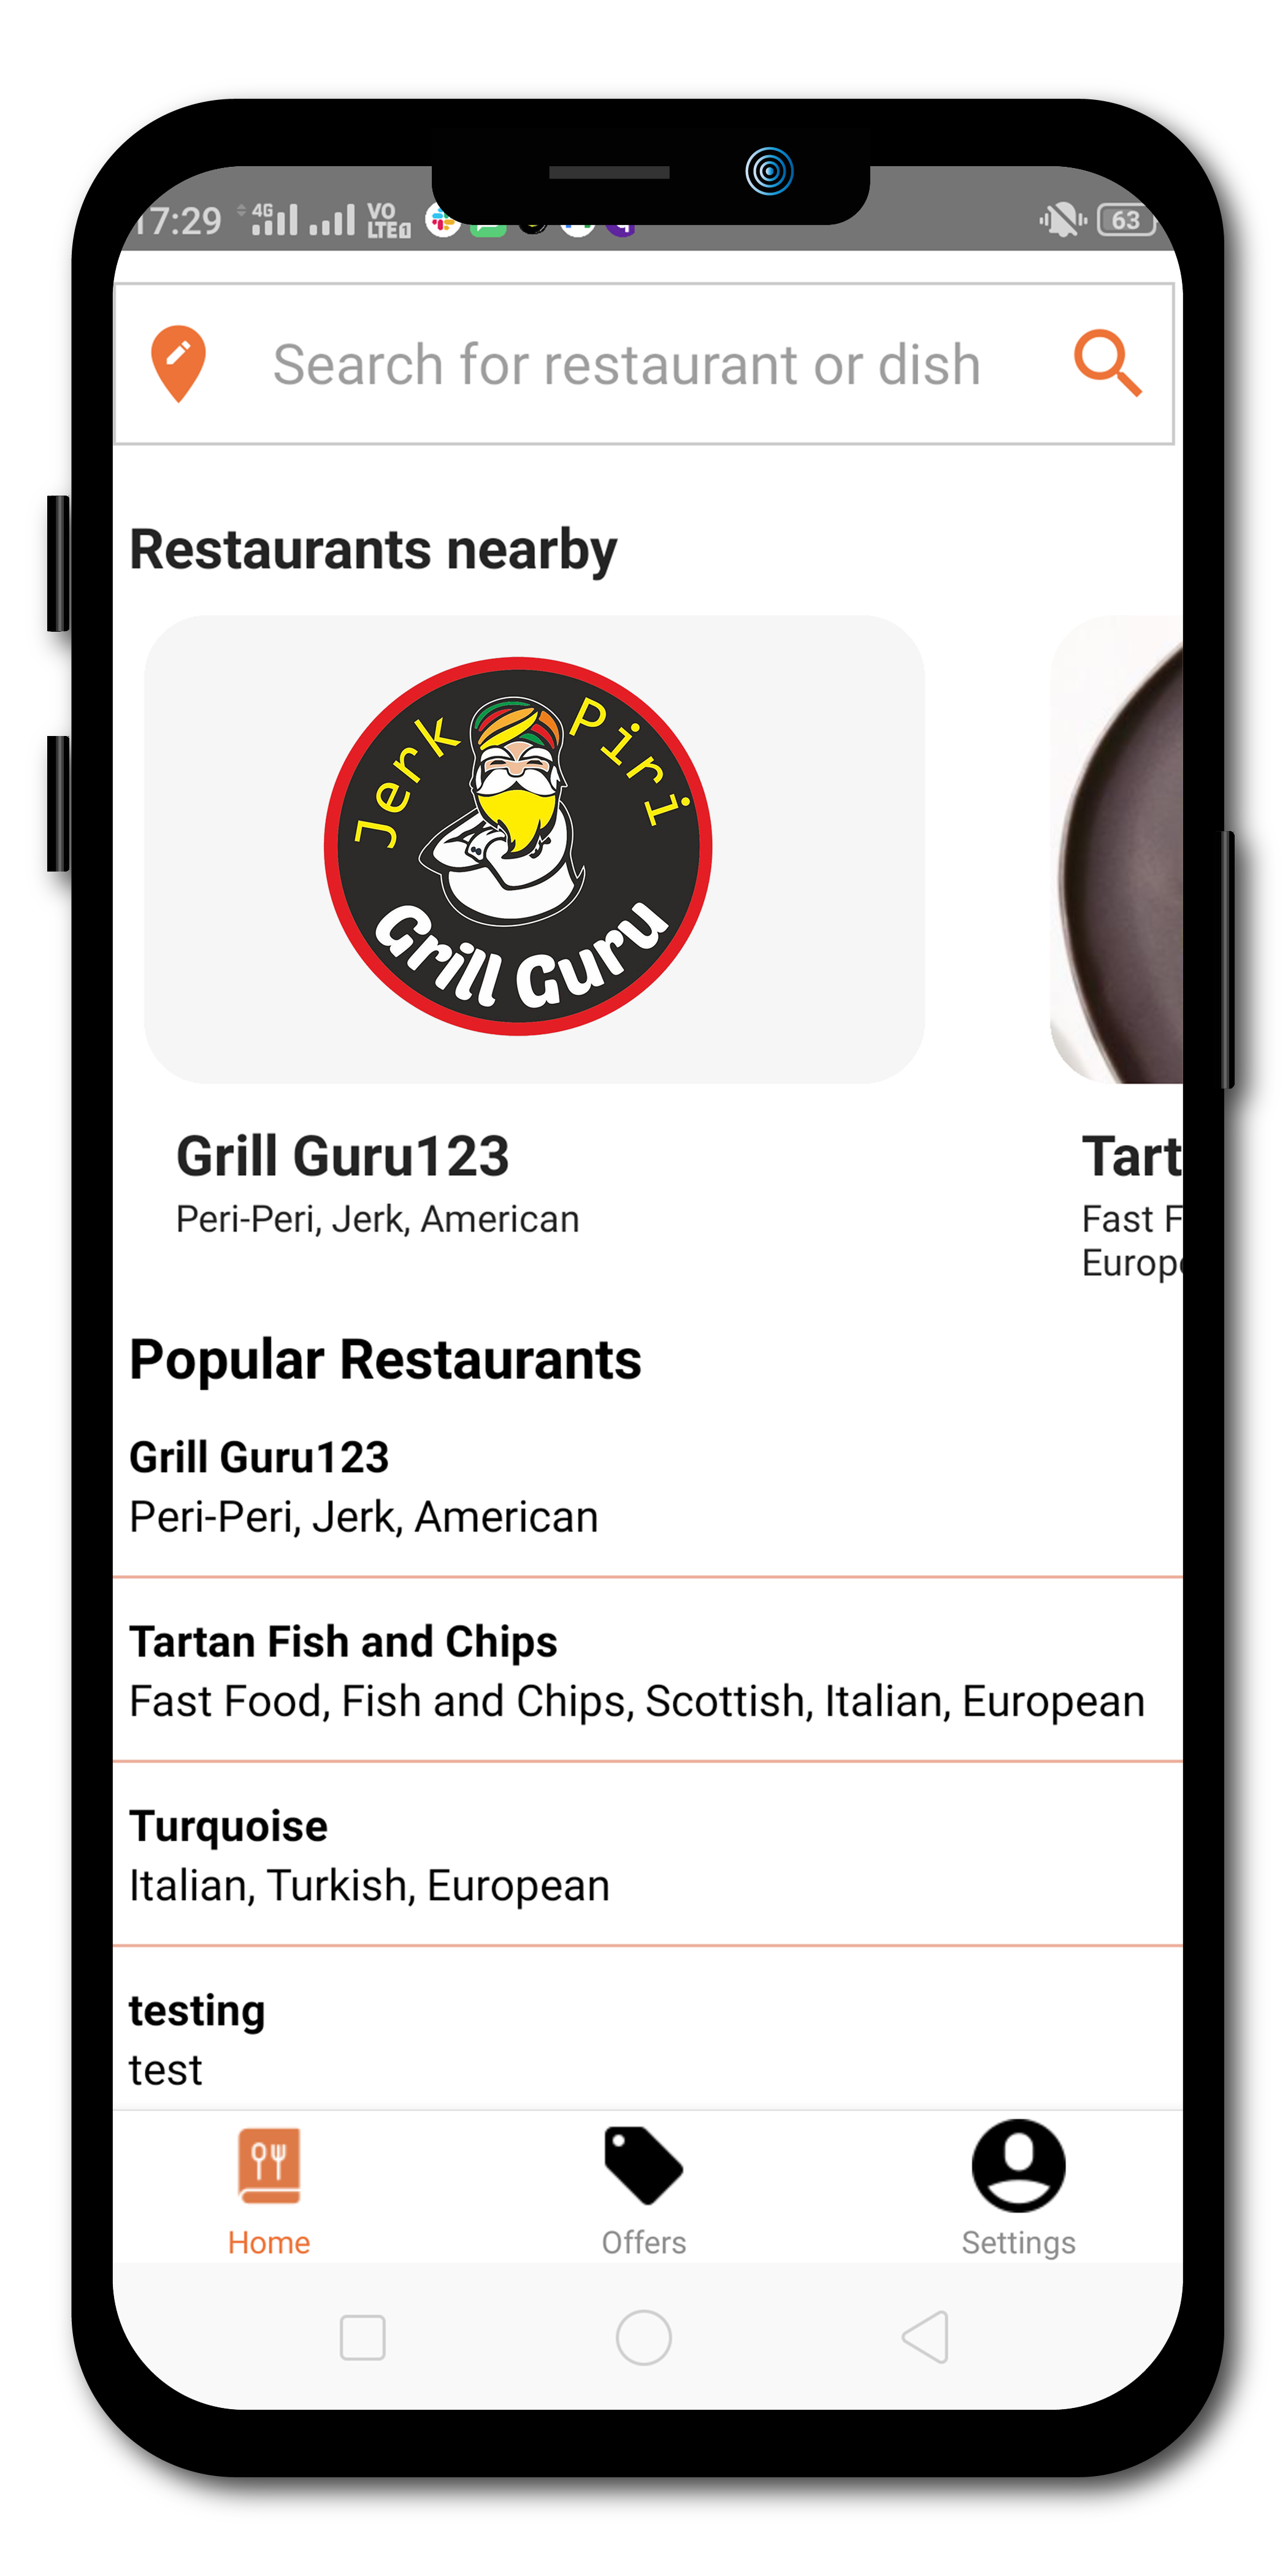 17:29 4G VO LTE1 63
Search for restaurant or dish
Restaurants nearby
Jerk Piri
Grill Guru
Grill Guru123
Peri-Peri, Jerk, American
Tart
Fast F
Europe
Popular Restaurants
Grill Guru123
Peri-Peri, Jerk, American
Tartan Fish and Chips
Fast Food, Fish and Chips, Scottish, Italian, European
Turquoise
Italian, Turkish, European
testing
test
Home Offers Settings